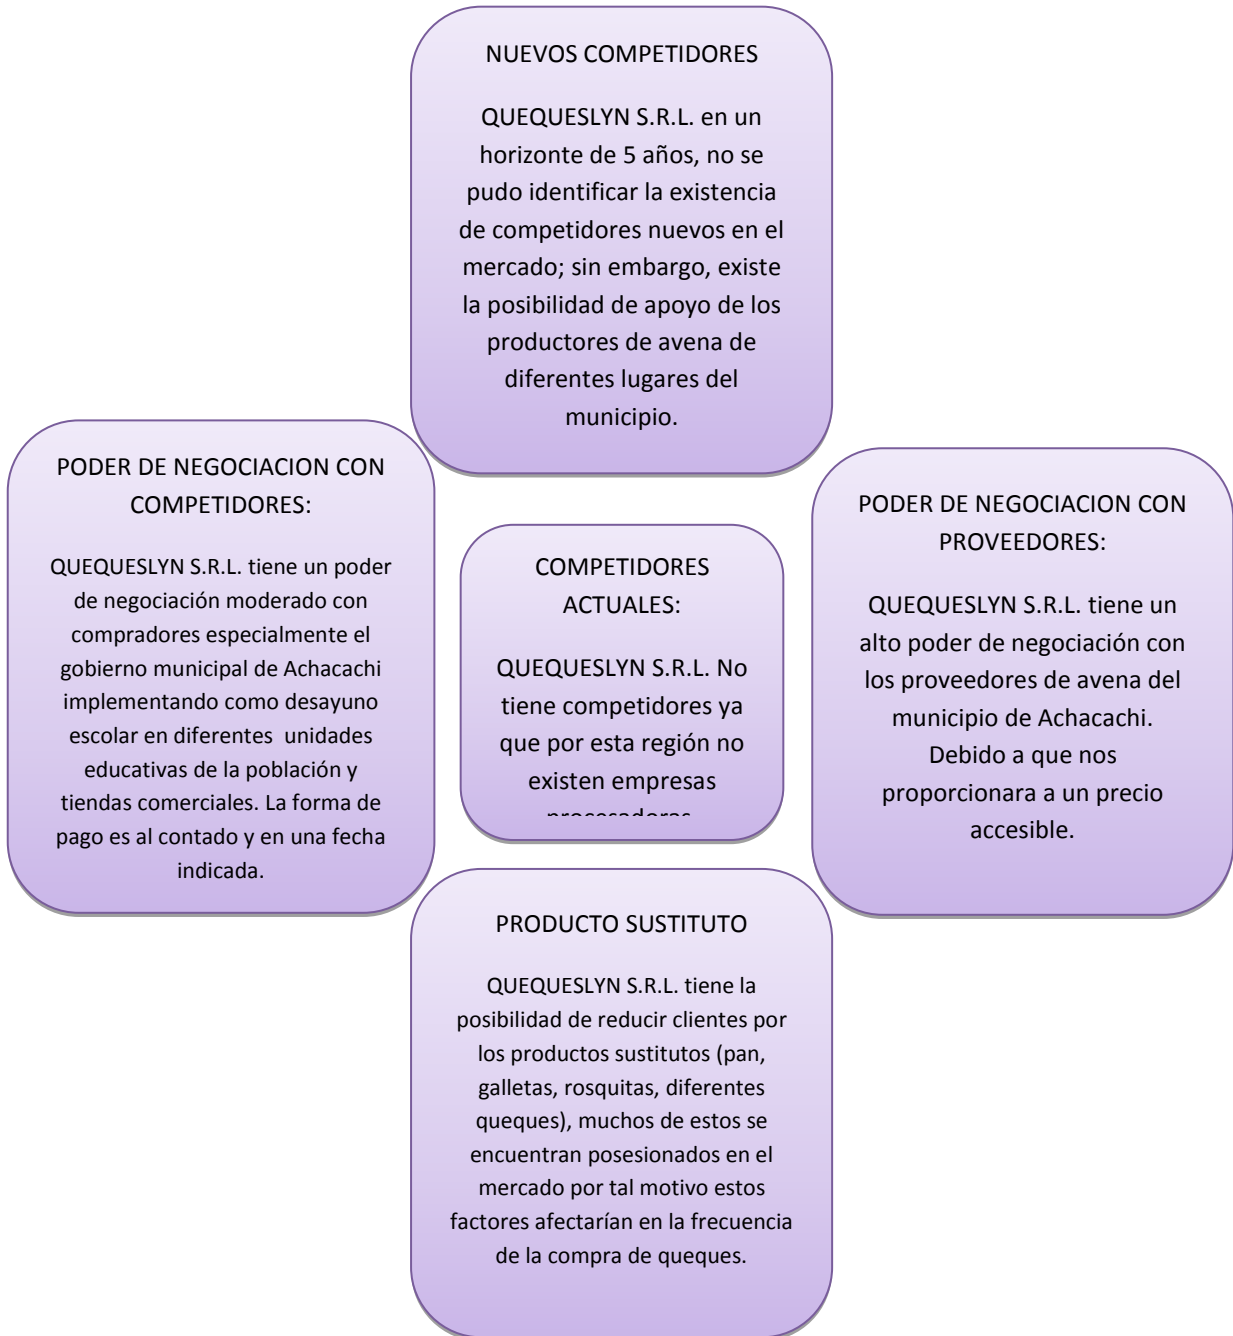 NUEVOS COMPETIDORES
QUEQUESLYN S.R.L. en un
horizonte de 5 años, no se
pudo identificar la existencia
de competidores nuevos en el
mercado; sin embargo, existe
la posibilidad de apoyo de los
productores de avena de
diferentes lugares del
municipio.
PODER DE NEGOCIACION CON
COMPETIDORES:
QUEQUESLYN S.R.L. tiene un poder
de negociación moderado con
compradores especialmente el
gobierno municipal de Achacachi
implementando como desayuno
escolar en diferentes unidades
educativas de la población y
tiendas comerciales. La forma de
pago es al contado y en una fecha
indicada.
COMPETIDORES
ACTUALES:
QUEQUESLYN S.R.L. No
tiene competidores ya
que por esta región no
existen empresas
procesadoras
PODER DE NEGOCIACION CON
PROVEEDORES:
QUEQUESLYN S.R.L. tiene un
alto poder de negociación con
los proveedores de avena del
municipio de Achacachi.
Debido a que nos
proporcionara a un precio
accesible.
PRODUCTO SUSTITUTO
QUEQUESLYN S.R.L. tiene la
posibilidad de reducir clientes por
los productos sustitutos (pan,
galletas, rosquitas, diferentes
queques), muchos de estos se
encuentran posesionados en el
mercado por tal motivo estos
factores afectarían en la frecuencia
de la compra de queques.